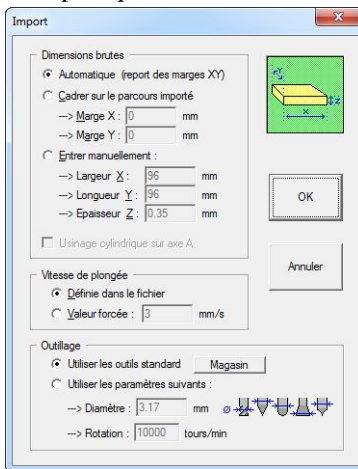 Import
Dimensions brutes
Automatique (report des marges XY)
Cadrer sur le parcours importé
---> Marge X : 0 mm
---> Marge Y : 0 mm
Entrer manuellement :
---> Largeur X : 96 mm
---> Longueur Y : 96 mm
---> Epaisseur Z : 0.35 mm
Usinage cylindrique sur axe A
Y
Z
X
OK
Annuler
Vitesse de plongée
Définie dans le fichier
Valeur forcée : 3 mm/s
Outillage
Utiliser les outils standard Magasin
Utiliser les paramètres suivants :
---> Diamètre : 3.17 mm ø
---> Rotation : 10000 tours/min